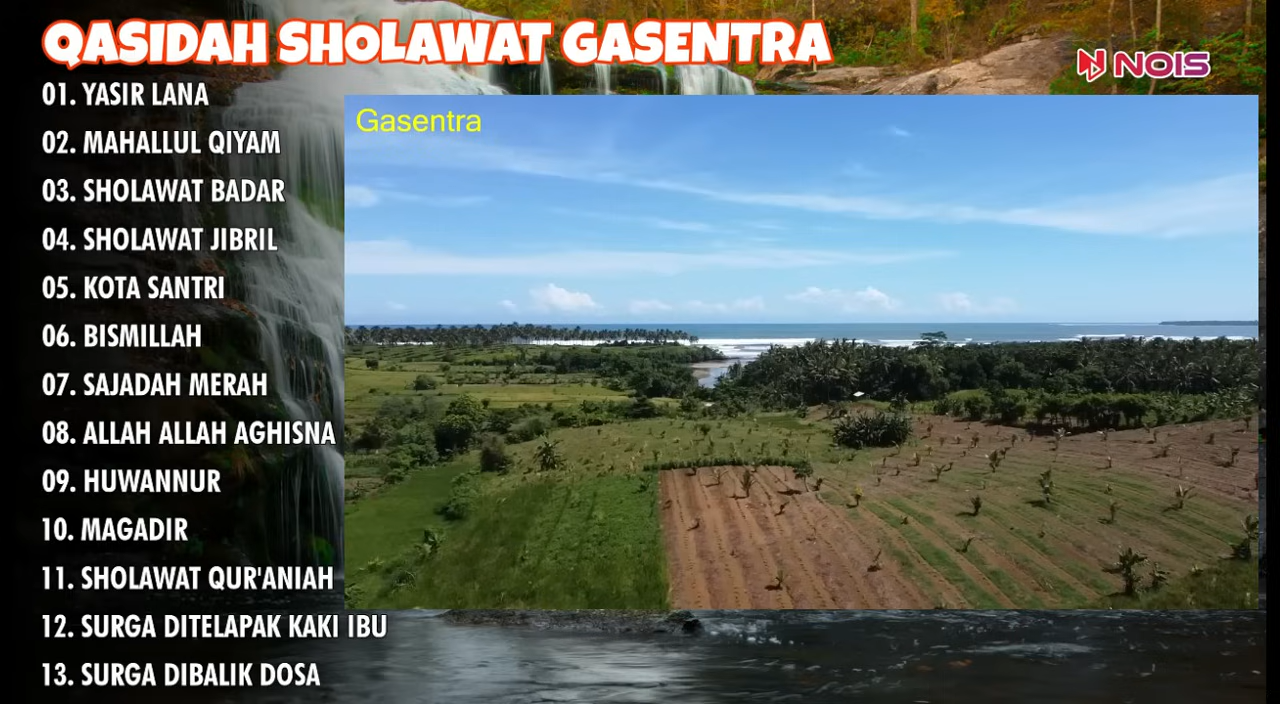 QASIDAH SHOLAWAT GASENTRA
NOIS
01. YASIR LANA
Gasentra
02. MAHALLUL QIYAM
03. SHOLAWAT BADAR
04. SHOLAWAT JIBRIL
05. KOTA SANTRI
06. BISMILLAH
07. SAJADAH MERAH
08. ALLAH ALLAH AGHISNA
09. HUWANNUR
10. MAGADIR
11. SHOLAWAT QUR'ANIAH
12. SURGA DITELAPAK KAKI IBU
13. SURGA DIBALIK DOSA